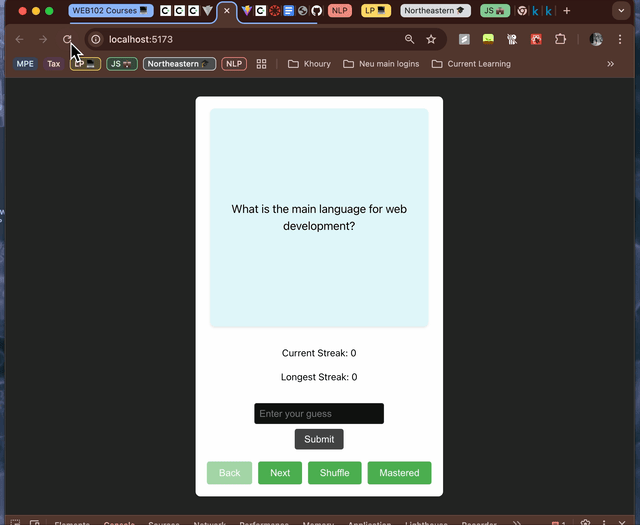 WEB102 Courses NLP LP Northeastern JS
localhost:5173
MPE Tax LP JS Northeastern NLP Khoury Neu main logins Current Learning
What is the main language for web
development?
Current Streak: 0
Longest Streak: 0
Enter your guess
Submit
Back Next Shuffle Mastered
Elements Console Sources Network Performance Memory Application Lighthouse Recorder 1